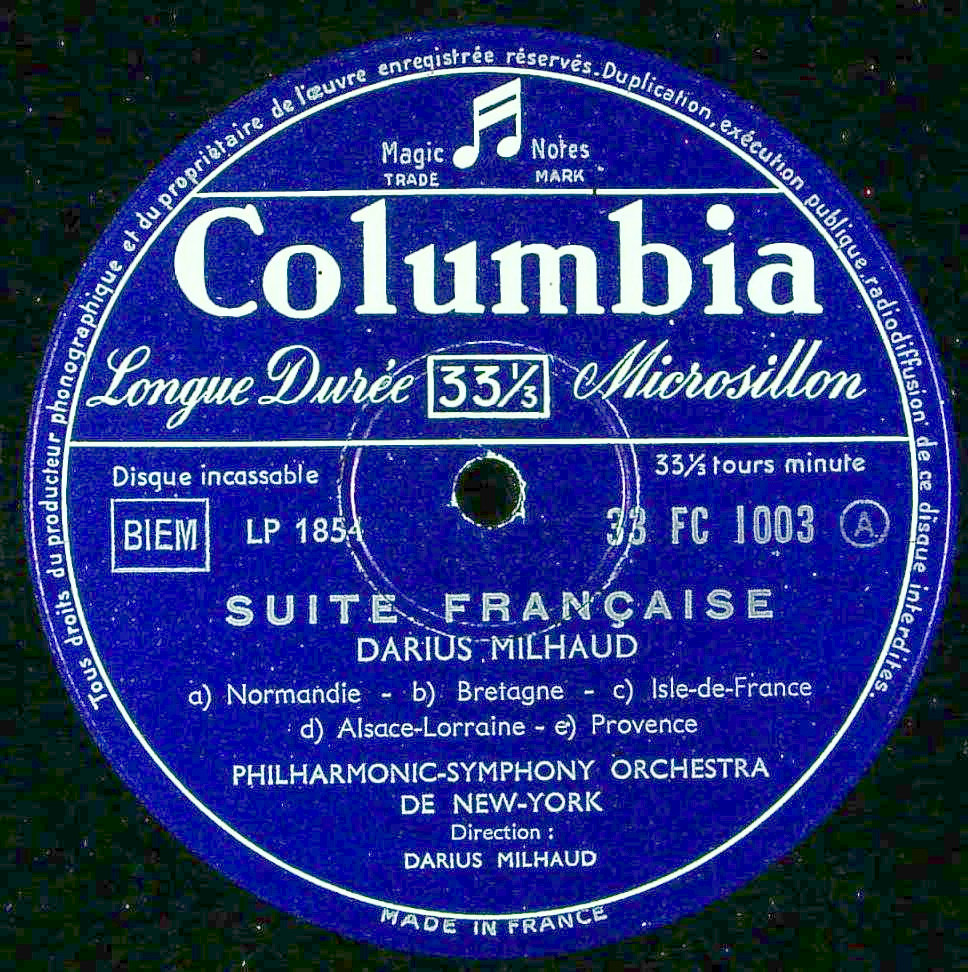 Tous droits du producteur phonographique et du propriètaire de l'œuvre enregistrée réservés. Duplication, exécution publique, radiodiffusion de ce disque interdites.
Magic Notes
TRADE MARK
Columbia
Longue Durée 33⅓ Microsillon
Disque incassable 33⅓ tours minute
BIEM LP 1854 33 FC 1003 A
SUITE FRANÇAISE
DARIUS MILHAUD
a) Normandie - b) Bretagne - c) Isle-de-France
d) Alsace-Lorraine - e) Provence
PHILHARMONIC-SYMPHONY ORCHESTRA
DE NEW-YORK
Direction :
DARIUS MILHAUD
MADE IN FRANCE